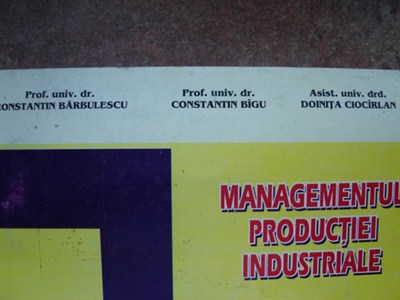 Prof. univ. dr.
CONSTANTIN BĂRBULESCU
Prof. univ. dr.
CONSTANTIN BÎGU
Asist. univ. drd.
DOINIȚA CIOCÎRLAN
MANAGEMENTUL
PRODUCȚIEI
INDUSTRIALE